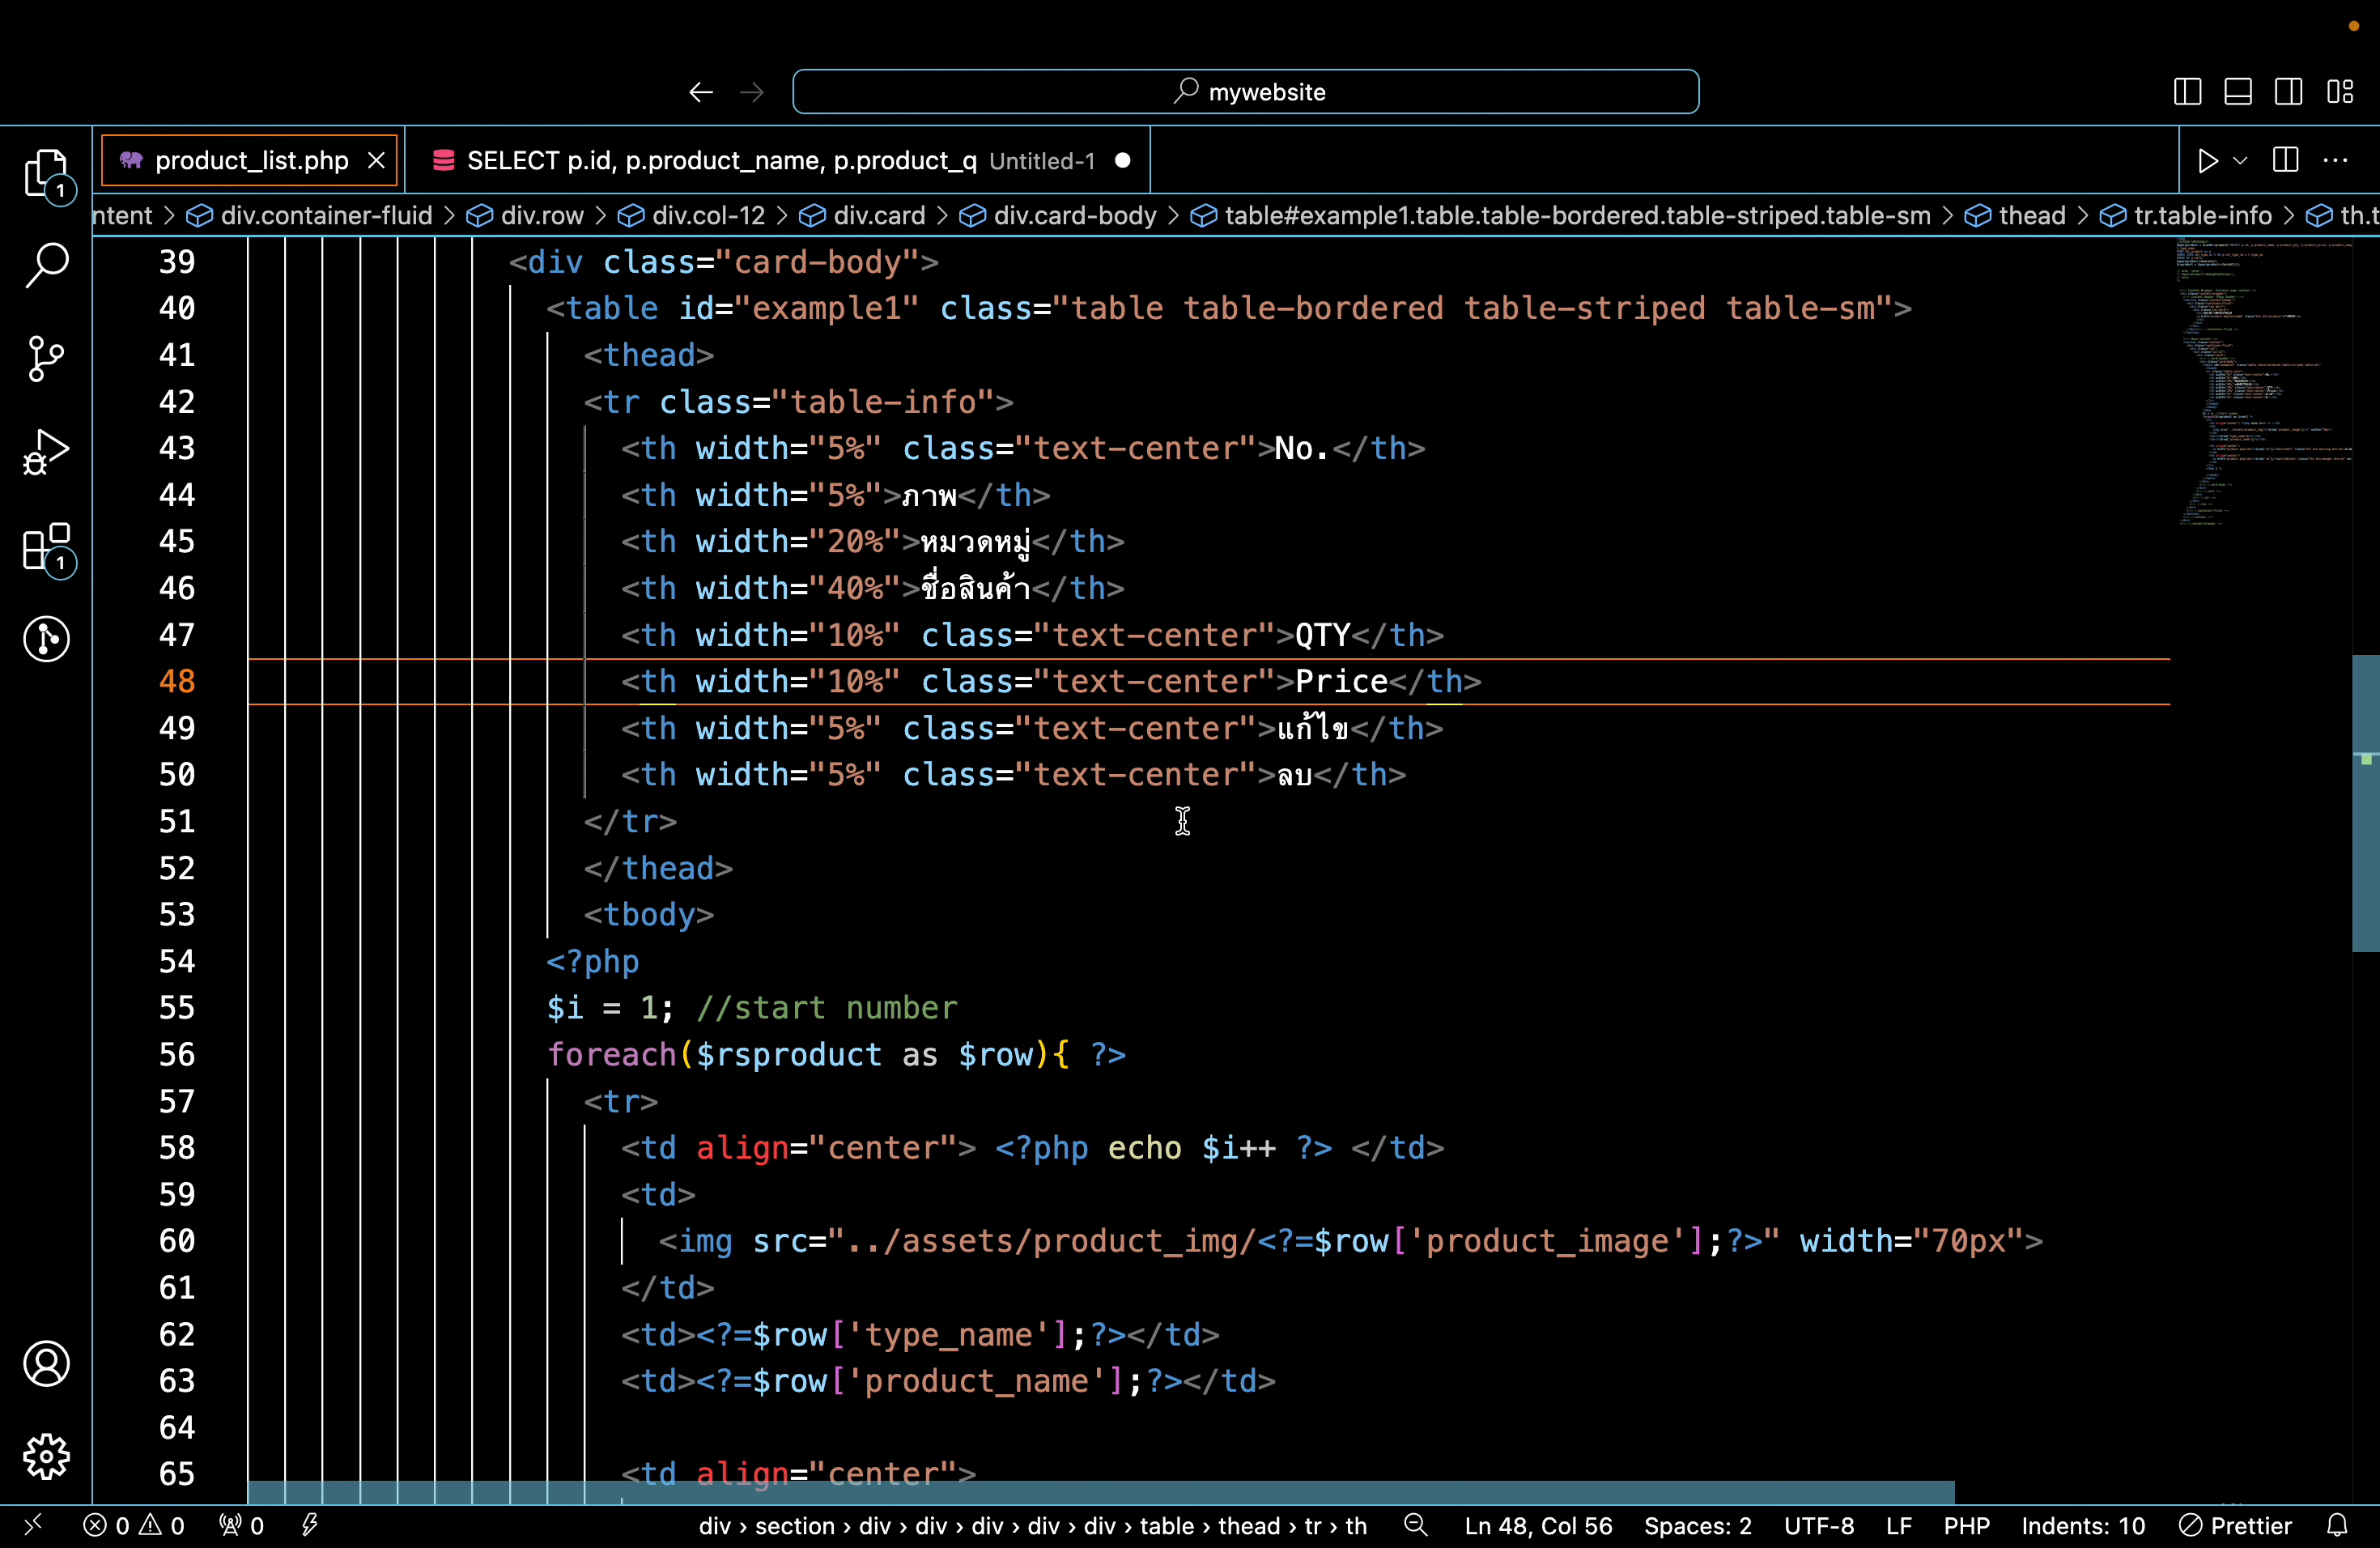 mywebsite
product_list.php
SELECT p.id, p.product_name, p.product_q Untitled-1
ntent > div.container-fluid > div.row > div.col-12 > div.card > div.card-body > table#example1.table.table-bordered.table-striped.table-sm > thead > tr.table-info > th.t
39 <div class="card-body">
40 <table id="example1" class="table table-bordered table-striped table-sm">
41 <thead>
42 <tr class="table-info">
43 <th width="5%" class="text-center">No.</th>
44 <th width="5%">ภาพ</th>
45 <th width="20%">หมวดหมู่</th>
46 <th width="40%">ชื่อสินค้า</th>
47 <th width="10%" class="text-center">QTY</th>
48 <th width="10%" class="text-center">Price</th>
49 <th width="5%" class="text-center">แก้ไข</th>
50 <th width="5%" class="text-center">ลบ</th>
51 </tr>
52 </thead>
53 <tbody>
54 <?php
55 $i = 1; //start number
56 foreach($rsproduct as $row){ ?>
57 <tr>
58 <td align="center"> <?php echo $i++ ?> </td>
59 <td>
60 <img src="../assets/product_img/<?=$row['product_image'];?>" width="70px">
61 </td>
62 <td><?=$row['type_name'];?></td>
63 <td><?=$row['product_name'];?></td>
64
65 <td align="center">
1
1
0 0 0 div > section > div > div > div > div > div > table > thead > tr > th Ln 48, Col 56 Spaces: 2 UTF-8 LF PHP Indents: 10 Prettier